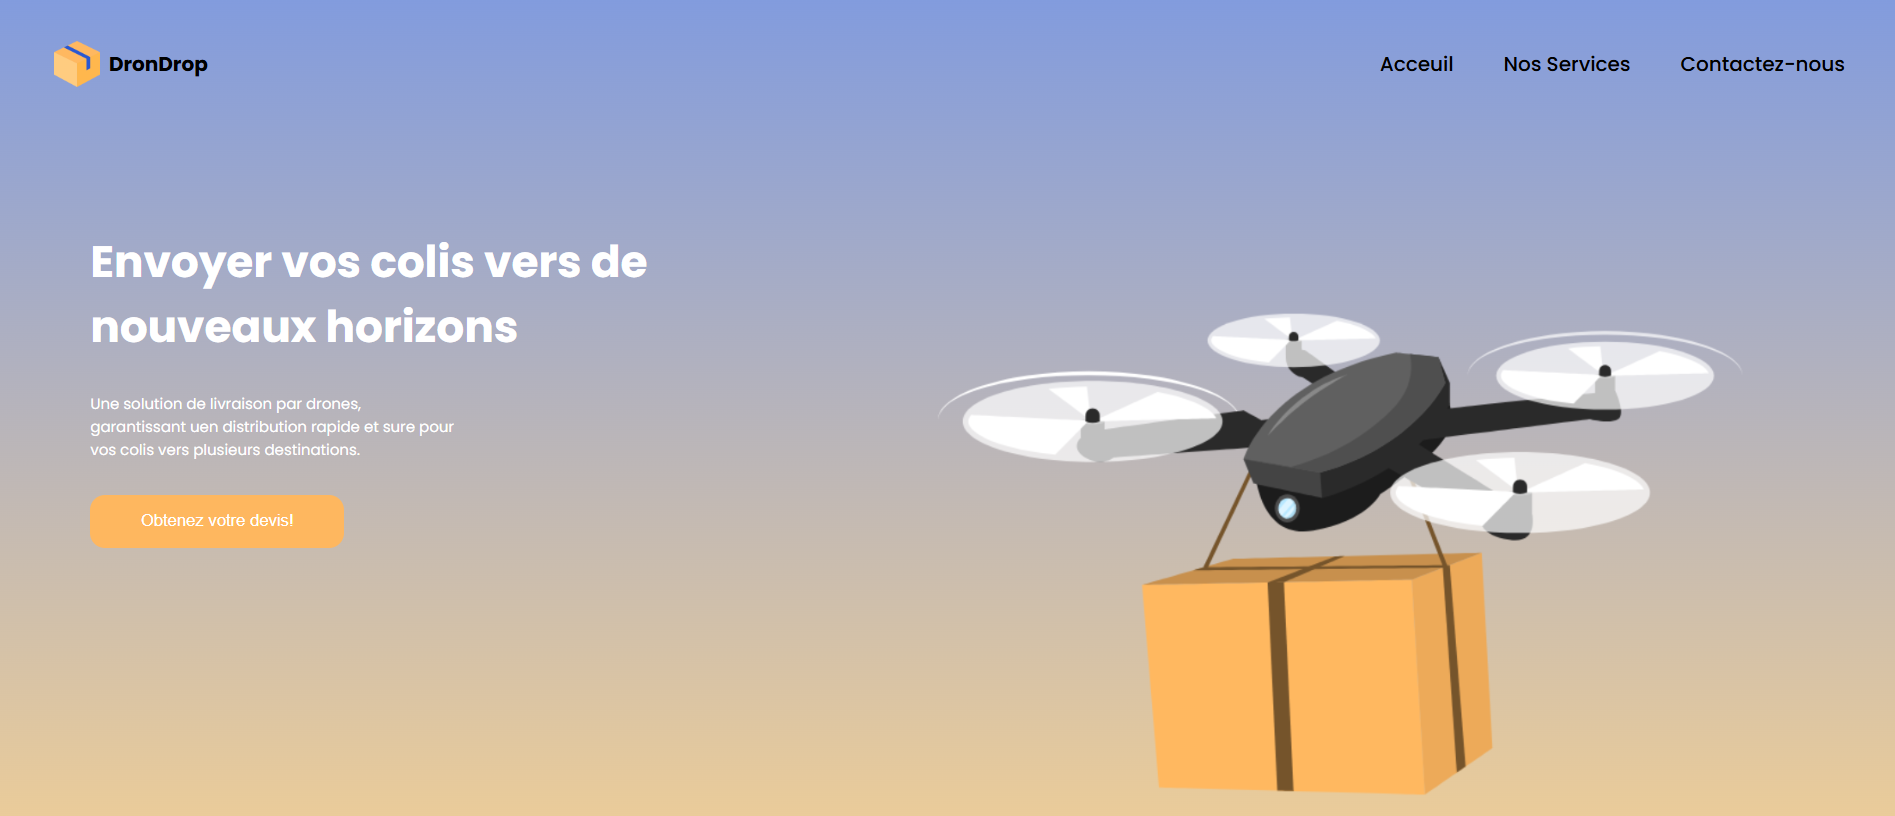 DronDrop
Acceuil
Nos Services
Contactez-nous
Envoyer vos colis vers de
nouveaux horizons
Une solution de livraison par drones,
garantissant uen distribution rapide et sure pour
vos colis vers plusieurs destinations.
Obtenez votre devis!